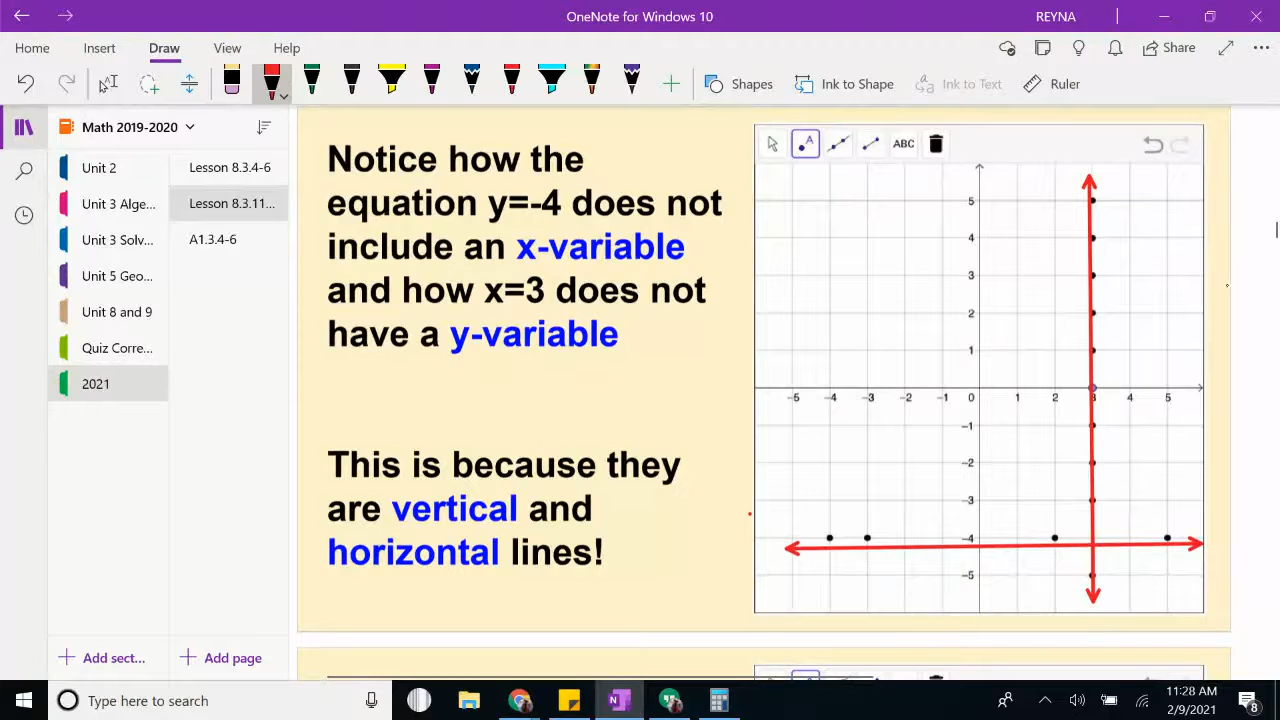 OneNote for Windows 10
REYNA
Home Insert Draw View Help
Share
Shapes Ink to Shape Ink to Text Ruler
Math 2019-2020
Unit 2
Unit 3 Alge...
Unit 3 Solv...
Unit 5 Geo...
Unit 8 and 9
Quiz Corre...
2021
Lesson 8.3.4-6
Lesson 8.3.11...
A1.3.4-6
Add sect...
Add page
Notice how the
equation y=-4 does not
include an x-variable
and how x=3 does not
have a y-variable
This is because they
are vertical and
horizontal lines!
A
ABC
5
4
3
2
1
-5 -4 -3 -2 -1 0 1 2 3 4 5
-1
-2
-3
-4
-5
Type here to search
11:28 AM
2/9/2021
8